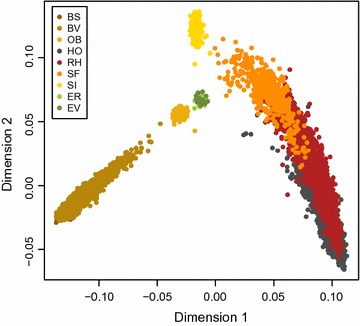 BS
BV
OB
HO
RH
SF
SI
ER
EV
0.10
0.05
0.00
−0.05
Dimension 2
−0.10 −0.05 0.00 0.05 0.10
Dimension 1